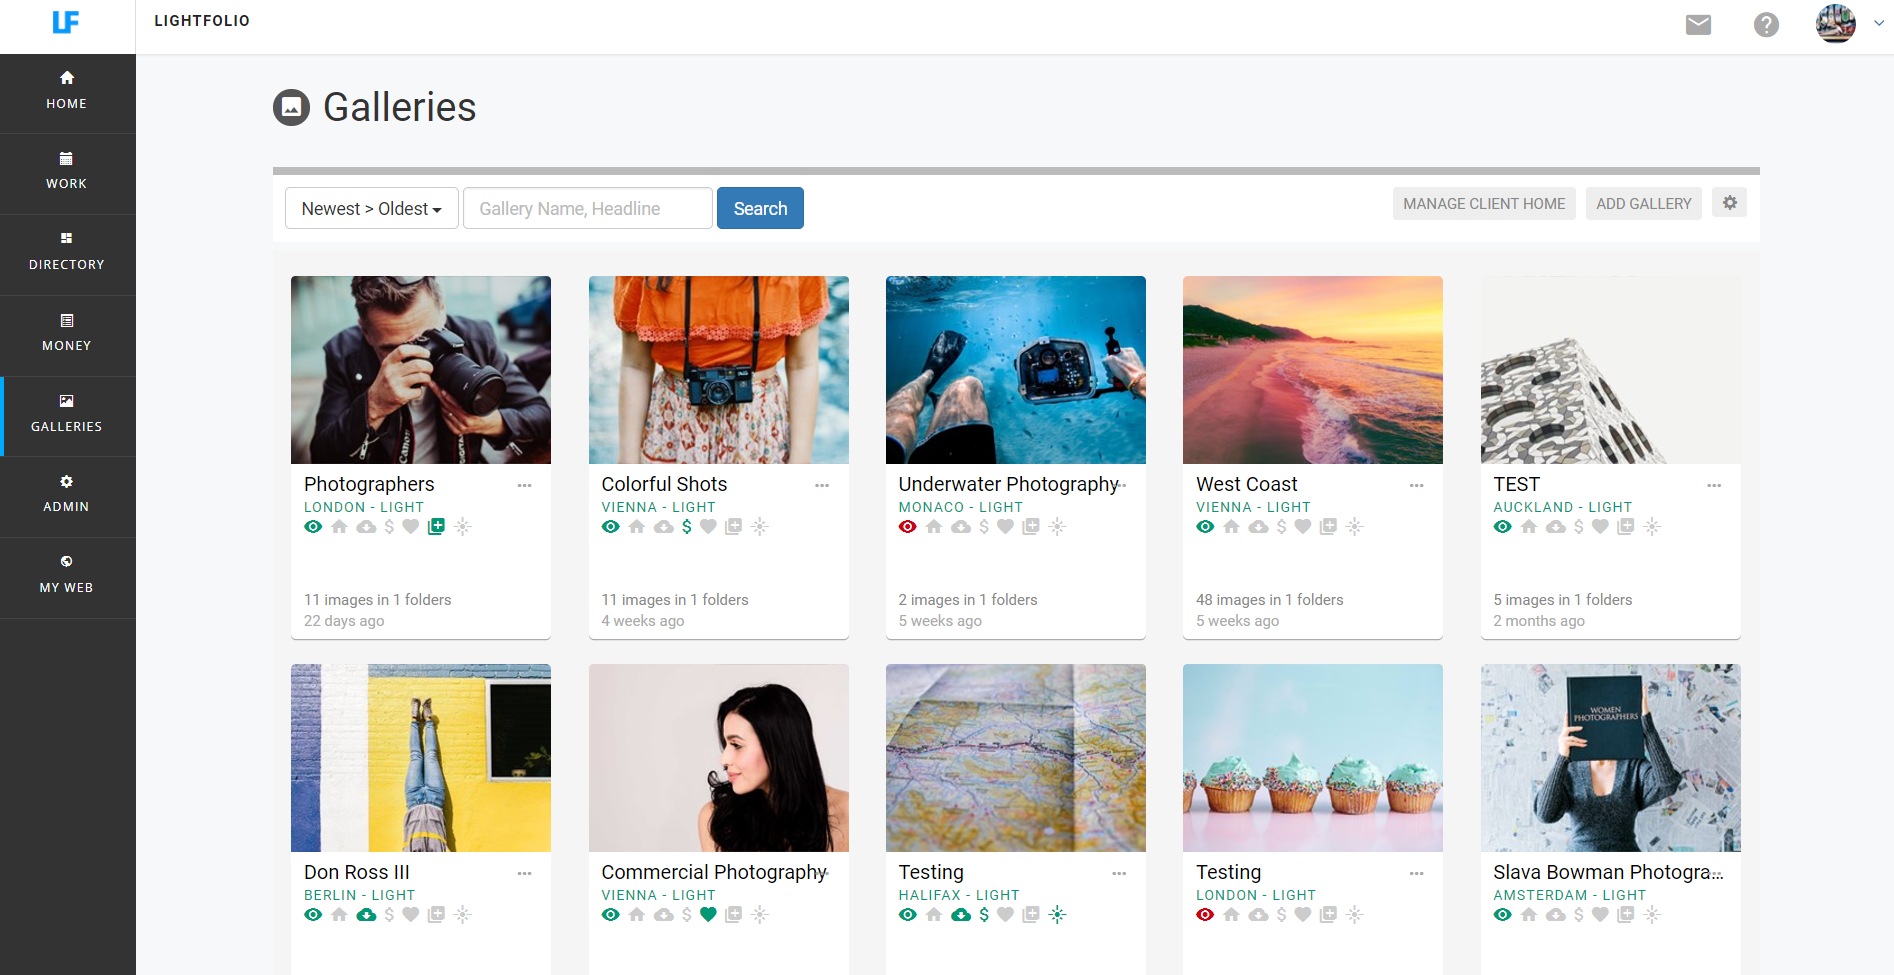 LF
LIGHTFOLIO
HOME
WORK
DIRECTORY
MONEY
GALLERIES
ADMIN
MY WEB
Galleries
Newest > Oldest
Gallery Name, Headline
Search
MANAGE CLIENT HOME
ADD GALLERY
Canon
Photographers
LONDON - LIGHT
11 images in 1 folders
22 days ago
Colorful Shots
VIENNA - LIGHT
11 images in 1 folders
4 weeks ago
Underwater Photography
MONACO - LIGHT
2 images in 1 folders
5 weeks ago
West Coast
VIENNA - LIGHT
48 images in 1 folders
5 weeks ago
TEST
AUCKLAND - LIGHT
5 images in 1 folders
2 months ago
Don Ross III
BERLIN - LIGHT
Commercial Photography
VIENNA - LIGHT
Testing
HALIFAX - LIGHT
Testing
LONDON - LIGHT
WOMEN
PHOTOGRAPHERS
Slava Bowman Photogra...
AMSTERDAM - LIGHT